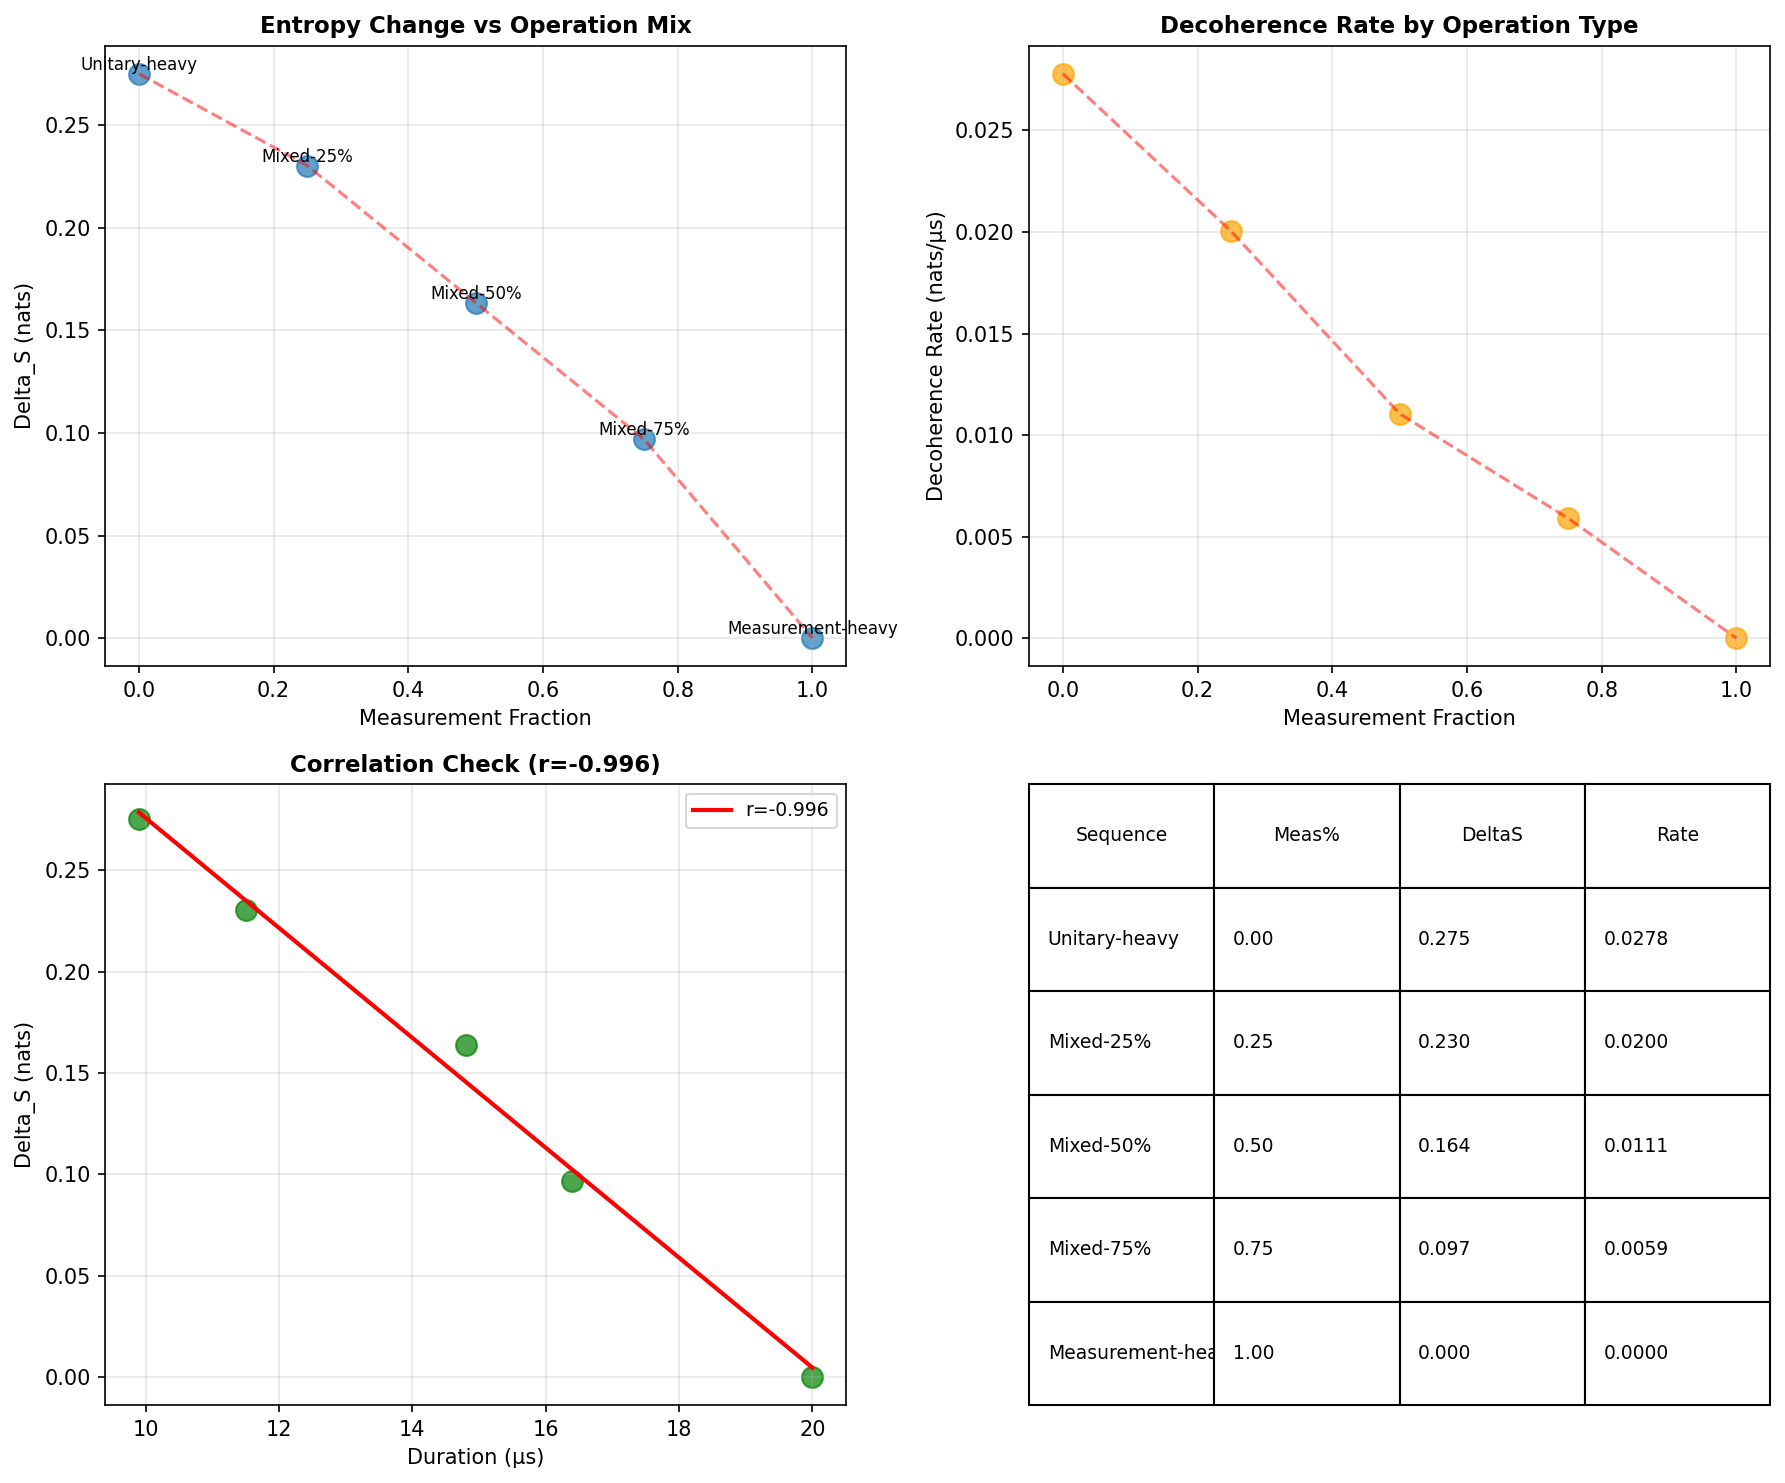 Entropy Change vs Operation Mix
Delta_S (nats)
0.25
0.20
0.15
0.10
0.05
0.00
Unitary-heavy
Mixed-25%
Mixed-50%
Mixed-75%
Measurement-heavy
0.0 0.2 0.4 0.6 0.8 1.0
Measurement Fraction
Decoherence Rate by Operation Type
Decoherence Rate (nats/μs)
0.025
0.020
0.015
0.010
0.005
0.000
0.0 0.2 0.4 0.6 0.8 1.0
Measurement Fraction
Correlation Check (r=-0.996)
r=-0.996
Delta_S (nats)
0.25
0.20
0.15
0.10
0.05
0.00
10 12 14 16 18 20
Duration (μs)
Sequence Meas% DeltaS Rate
Unitary-heavy 0.00 0.275 0.0278
Mixed-25% 0.25 0.230 0.0200
Mixed-50% 0.50 0.164 0.0111
Mixed-75% 0.75 0.097 0.0059
Measurement-hea 1.00 0.000 0.0000